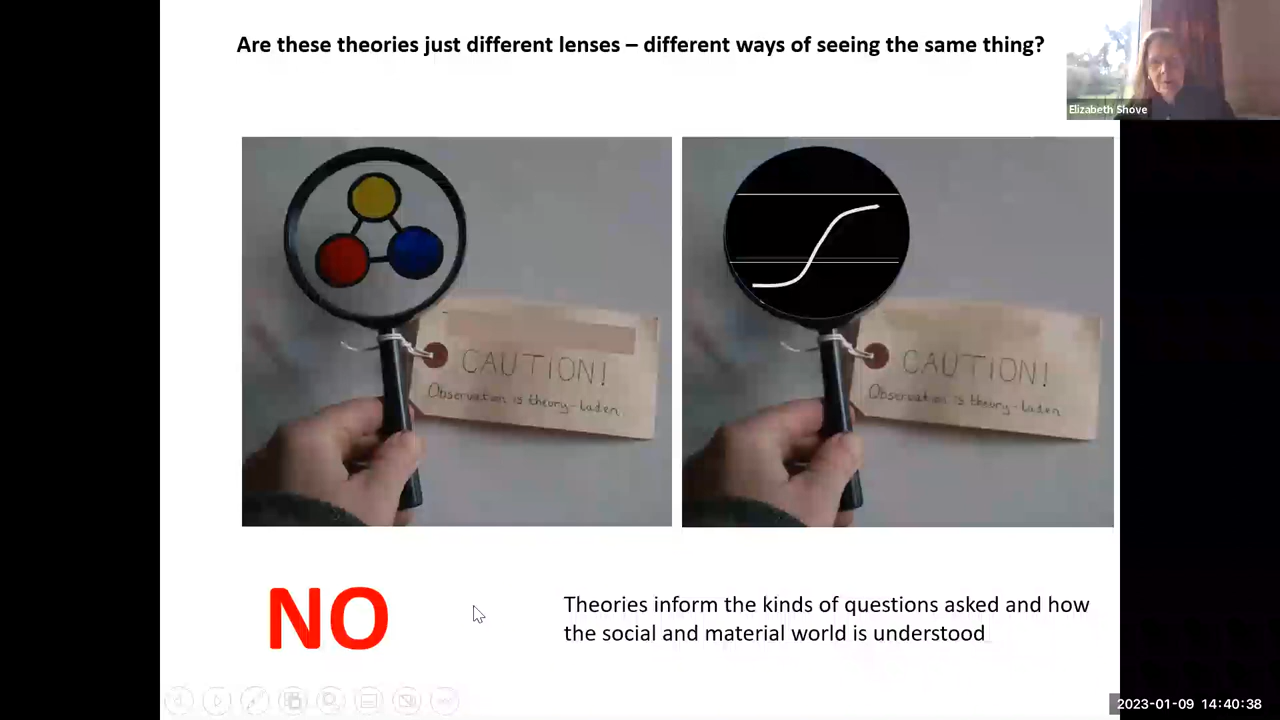 Are these theories just different lenses – different ways of seeing the same thing?
Elizabeth Shove
CAUTION!
Observation is theory-laden
CAUTION!
Observation is theory-laden
NO
Theories inform the kinds of questions asked and how
the social and material world is understood
2023-01-09 14:40:38